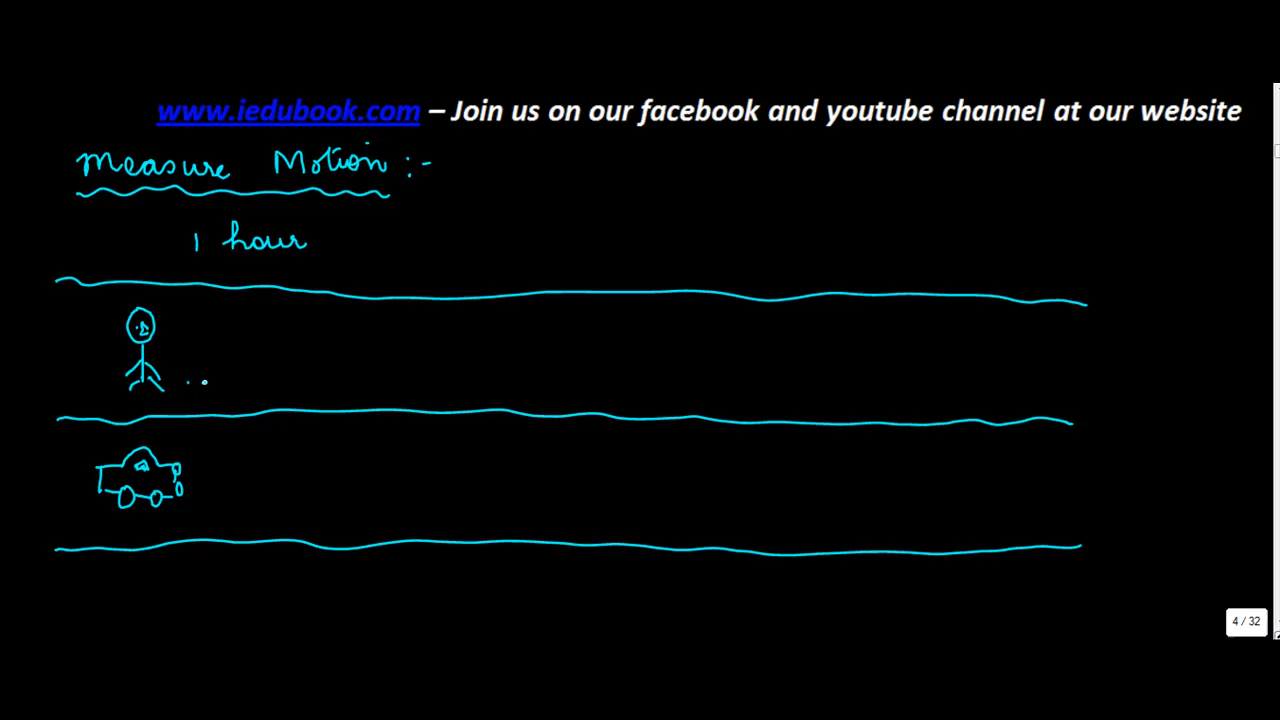 www.iedubook.com – Join us on our facebook and youtube channel at our website
Measure Motion :-
1 hour
4 / 32